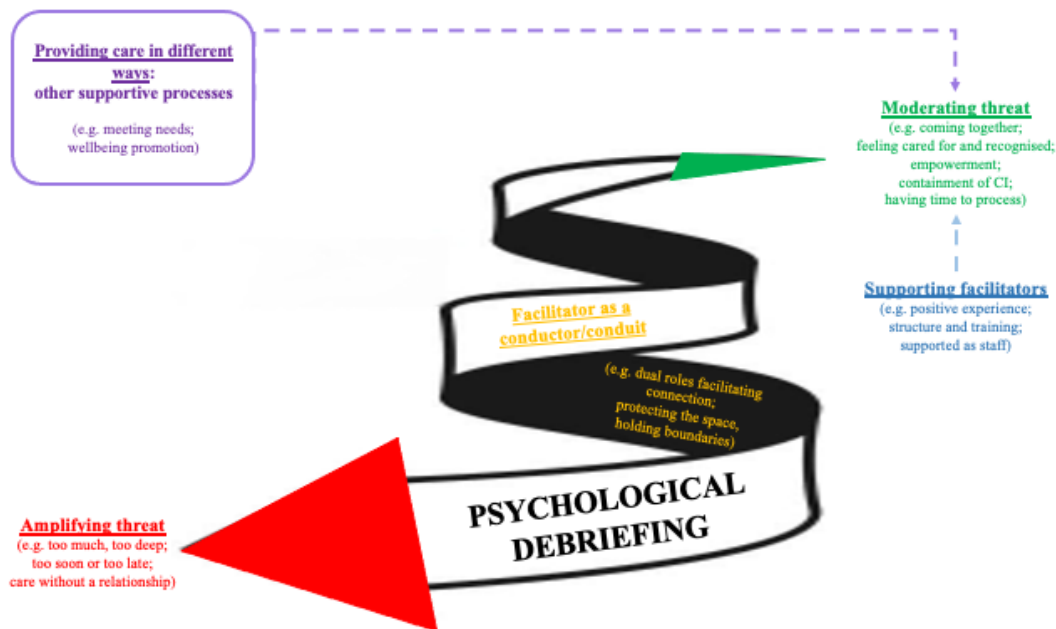 Providing care in different
ways:
other supportive processes
(e.g. meeting needs;
wellbeing promotion)
Moderating threat
(e.g. coming together;
feeling cared for and recognised;
empowerment;
containment of CI;
having time to process)
Supporting facilitators
(e.g. positive experience;
structure and training;
supported as staff)
Facilitator as a
conductor/conduit
(e.g. dual roles facilitating
connection;
protecting the space,
holding boundaries)
PSYCHOLOGICAL
DEBRIEFING
Amplifying threat
(e.g. too much, too deep;
too soon or too late;
care without a relationship)